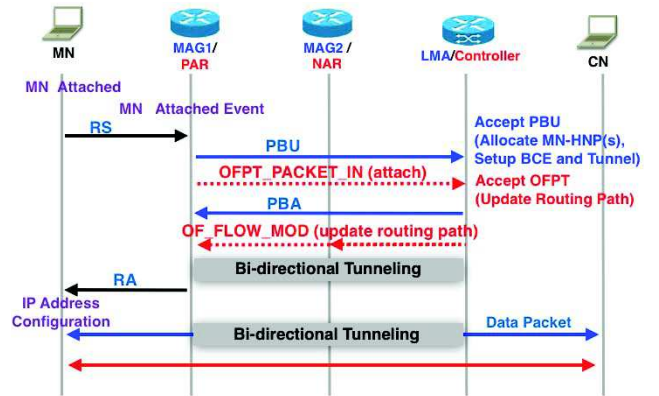 MN
MAG1/
PAR
MAG2 /
NAR
LMA/Controller
CN
MN Attached
MN Attached Event
RS
PBU
Accept PBU
(Allocate MN-HNP(s),
Setup BCE and Tunnel)
OFPT_PACKET_IN (attach)
Accept OFPT
(Update Routing Path)
PBA
OF_FLOW_MOD (update routing path)
Bi-directional Tunneling
RA
IP Address
Configuration
Bi-directional Tunneling
Data Packet